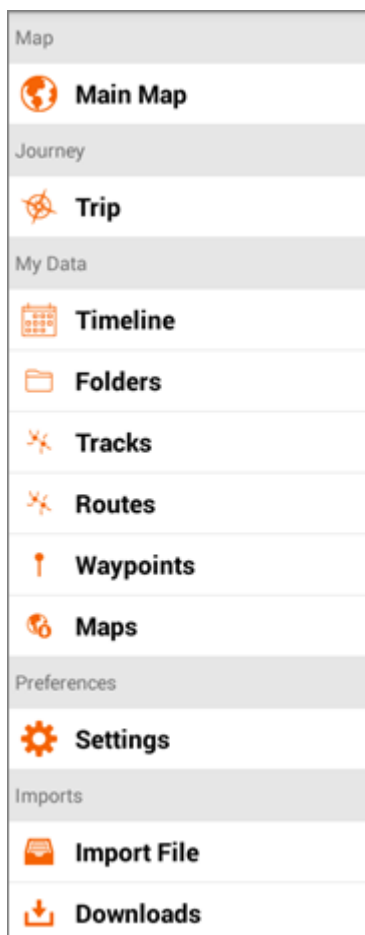 Map
Main Map
Journey
Trip
My Data
Timeline
Folders
Tracks
Routes
Waypoints
Maps
Preferences
Settings
Imports
Import File
Downloads